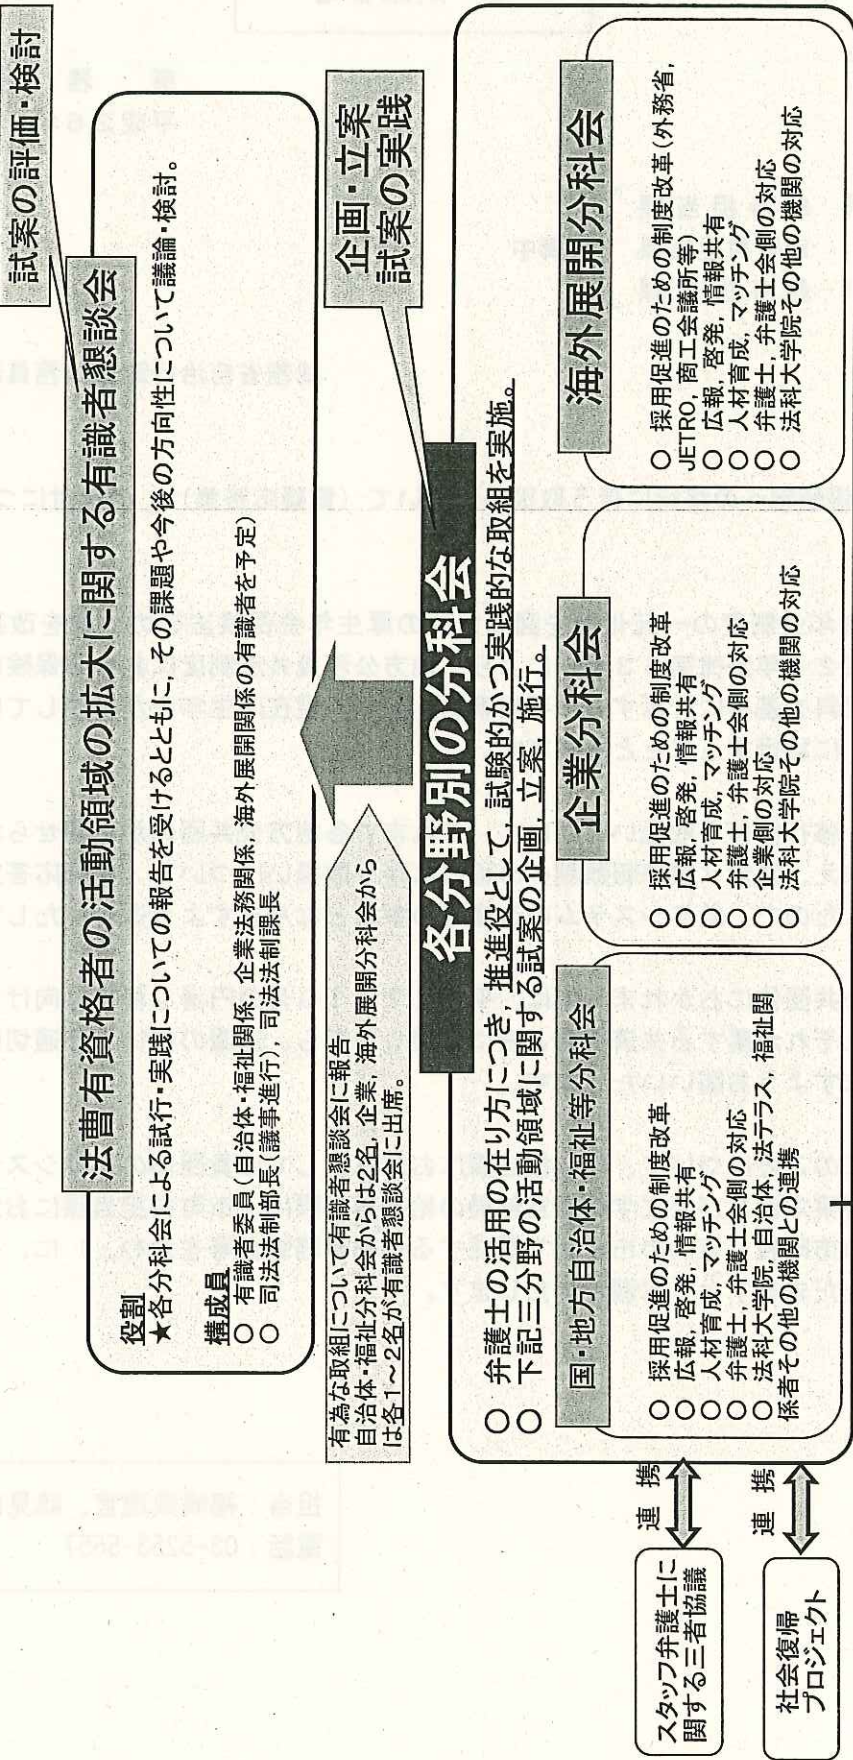 試案の評価・検討
法曹有資格者の活動領域の拡大に関する有識者懇談会
役割
★各分科会による試行・実践についての報告を受けるとともに，その課題や今後の方向性について議論・検討。
構成員
○ 有識者委員（自治体・福祉関係，企業法務関係，海外展開関係の有識者を予定）
○ 司法法制部長（議事進行），司法法制課長
有為な取組について有識者懇談会に報告
自治体・福祉分科会からは2名，企業，海外展開分科会から
は各1～2名が有識者懇談会に出席。
企画・立案
試案の実践
各分野別の分科会
○ 弁護士の活用の在り方につき，推進役として，試験的かつ実践的な取組を実施。
○ 下記三分野の活動領域に関する試案の企画，立案，施行。
国・地方自治体・福祉等分科会
○ 採用促進のための制度改革
○ 広報，啓発，情報共有
○ 人材育成，マッチング
○ 弁護士，弁護士会側の対応
○ 法科大学院，自治体，法テラス，福祉関
係者その他の機関との連携
企業分科会
○ 採用促進のための制度改革
○ 広報，啓発，情報共有
○ 人材育成，マッチング
○ 弁護士，弁護士会側の対応
○ 企業側の対応
○ 法科大学院その他の機関の対応
海外展開分科会
○ 採用促進のための制度改革（外務省，
JETRO，商工会議所等）
○ 広報，啓発，情報共有
○ 人材育成，マッチング
○ 弁護士，弁護士会側の対応
○ 法科大学院その他の機関の対応
連 携
スタッフ弁護士に
関する三者協議
連 携
社会復帰
プロジェクト